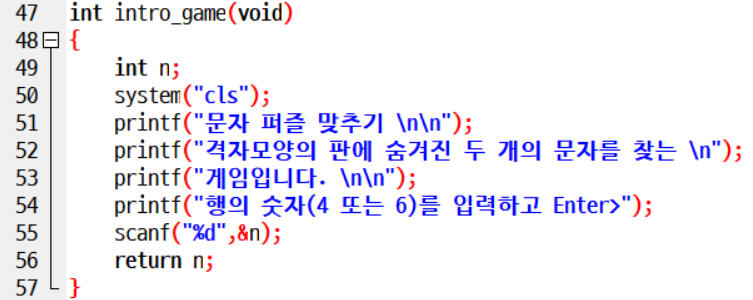 47 int intro_game(void)
48 {
49 int n;
50 system("cls");
51 printf("문자 퍼즐 맞추기 \n\n");
52 printf("격자모양의 판에 숨겨진 두 개의 문자를 찾는 \n");
53 printf("게임입니다. \n\n");
54 printf("행의 숫자(4 또는 6)를 입력하고 Enter>");
55 scanf("%d",&n);
56 return n;
57 }